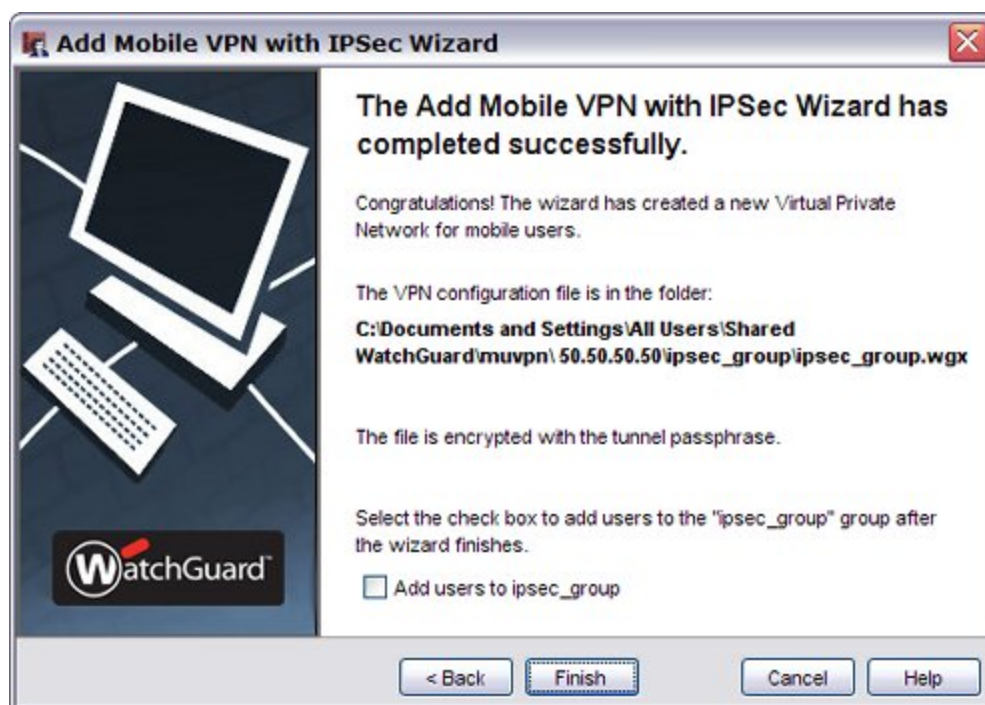 Add Mobile VPN with IPSec Wizard
The Add Mobile VPN with IPSec Wizard has
completed successfully.
Congratulations! The wizard has created a new Virtual Private
Network for mobile users.
The VPN configuration file is in the folder:
C:\Documents and Settings\All Users\Shared
WatchGuard\muvpn\ 50.50.50.50\ipsec_group\ipsec_group.wgx
The file is encrypted with the tunnel passphrase.
Select the check box to add users to the "ipsec_group" group after
the wizard finishes.
Add users to ipsec_group
WatchGuard™
< Back
Finish
Cancel
Help